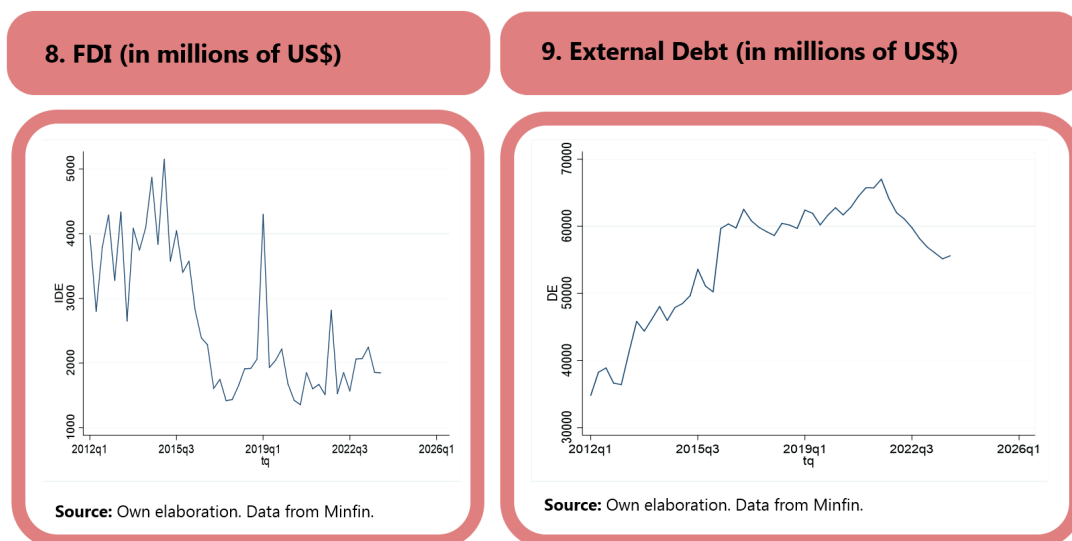 8. FDI (in millions of US$)
9. External Debt (in millions of US$)
5000
4000
3000
2000
1000
IDE
2012q1
2015q3
2019q1
2022q3
2026q1
tq
Source: Own elaboration. Data from Minfin.
70000
60000
50000
40000
30000
DE
2012q1
2015q3
2019q1
2022q3
2026q1
tq
Source: Own elaboration. Data from Minfin.